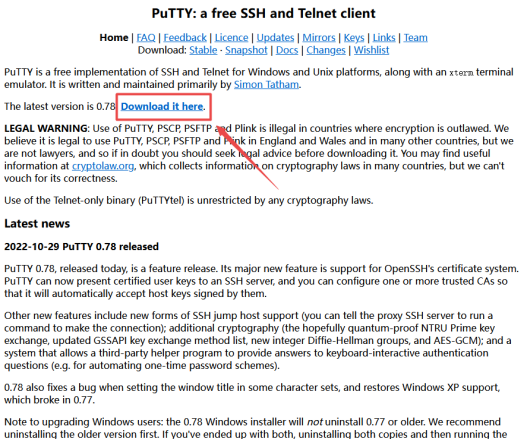 PuTTY: a free SSH and Telnet client
Home | FAQ | Feedback | Licence | Updates | Mirrors | Keys | Links | Team
Download: Stable · Snapshot | Docs | Changes | Wishlist
PuTTY is a free implementation of SSH and Telnet for Windows and Unix platforms, along with an xterm terminal
emulator. It is written and maintained primarily by Simon Tatham.
The latest version is 0.78. Download it here.
LEGAL WARNING: Use of PuTTY, PSCP, PSFTP and Plink is illegal in countries where encryption is outlawed. We
believe it is legal to use PuTTY, PSCP, PSFTP and Plink in England and Wales and in many other countries, but we
are not lawyers, and so if in doubt you should seek legal advice before downloading it. You may find useful
information at cryptolaw.org, which collects information on cryptography laws in many countries, but we can't
vouch for its correctness.
Use of the Telnet-only binary (PuTTYtel) is unrestricted by any cryptography laws.
Latest news
2022-10-29 PuTTY 0.78 released
PuTTY 0.78, released today, is a feature release. Its major new feature is support for OpenSSH's certificate system.
PuTTY can now present certified user keys to an SSH server, and you can configure one or more trusted CAs so
that it will automatically accept host keys signed by them.
Other new features include new forms of SSH jump host support (you can tell the proxy SSH server to run a
command to make the connection); additional cryptography (the hopefully quantum-proof NTRU Prime key
exchange, updated GSSAPI key exchange method list, new integer Diffie-Hellman groups, and AES-GCM); and a
system that allows a third-party helper program to provide answers to keyboard-interactive authentication
questions (e.g. for automating one-time password schemes).
0.78 also fixes a bug when setting the window title in some character sets, and restores Windows XP support,
which broke in 0.77.
Note to upgrading Windows users: the 0.78 Windows installer will not uninstall 0.77 or older. We recommend
uninstalling the older version first. If you've ended up with both, uninstalling both copies and then running the